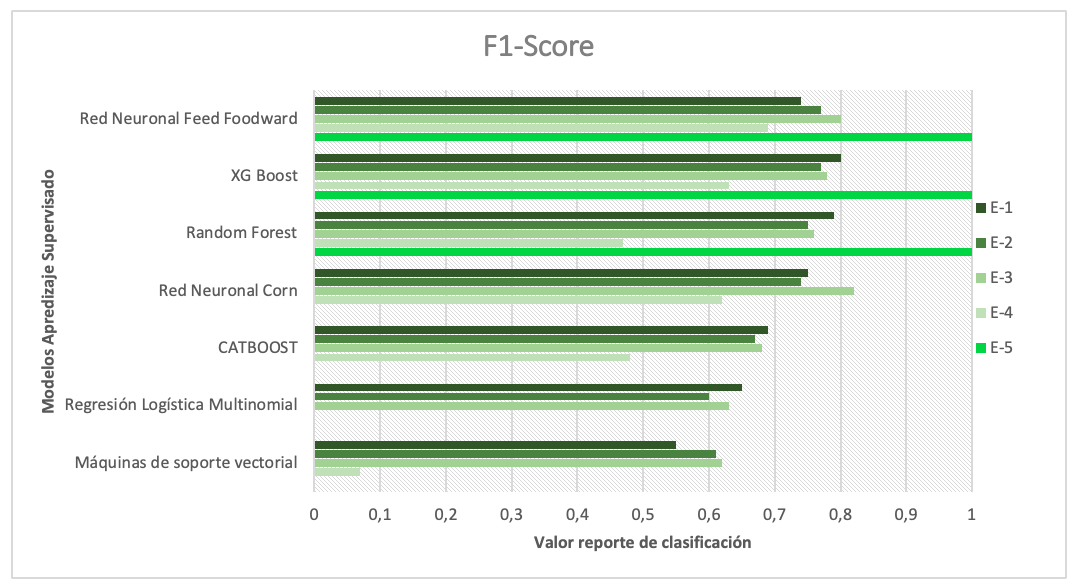 F1-Score
Modelos Apredizaje Supervisado
Red Neuronal Feed Foodward
XG Boost
Random Forest
Red Neuronal Corn
CATBOOST
Regresión Logística Multinomial
Máquinas de soporte vectorial
0 0,1 0,2 0,3 0,4 0,5 0,6 0,7 0,8 0,9 1
Valor reporte de clasificación
E-1
E-2
E-3
E-4
E-5